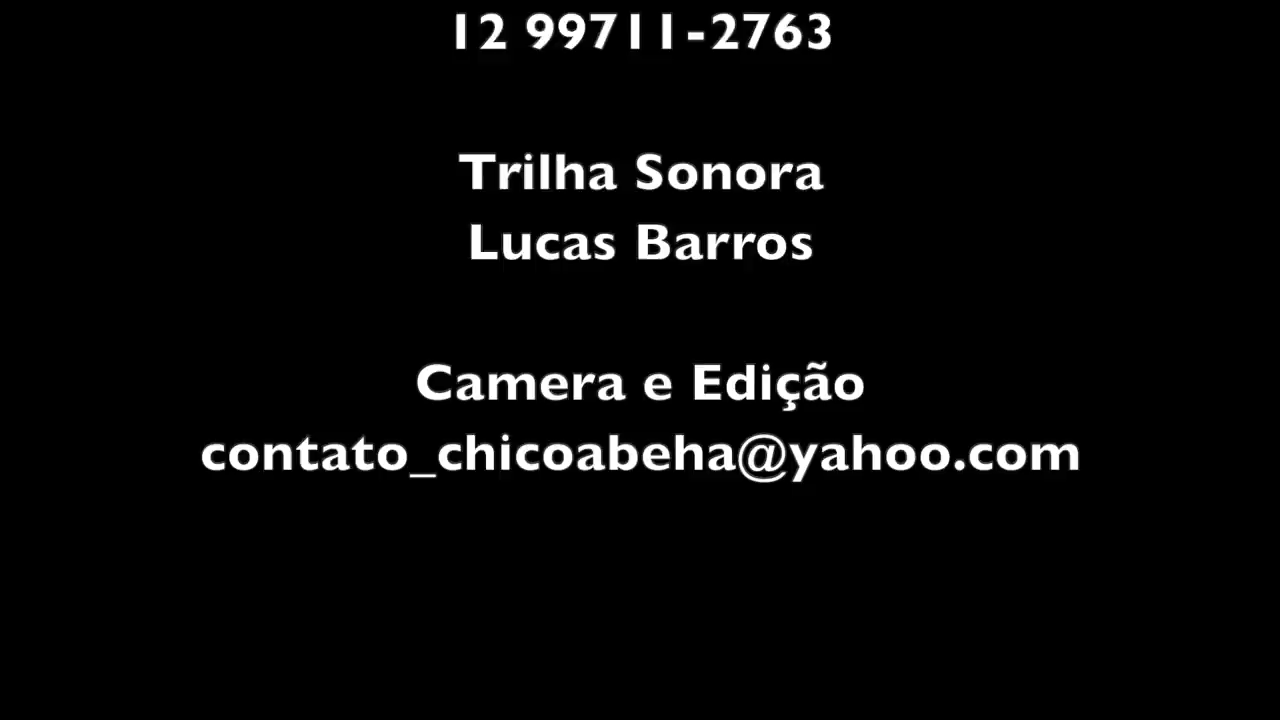 12 99711-2763
Trilha Sonora
Lucas Barros
Camera e Edição
contato_chicoabeha@yahoo.com